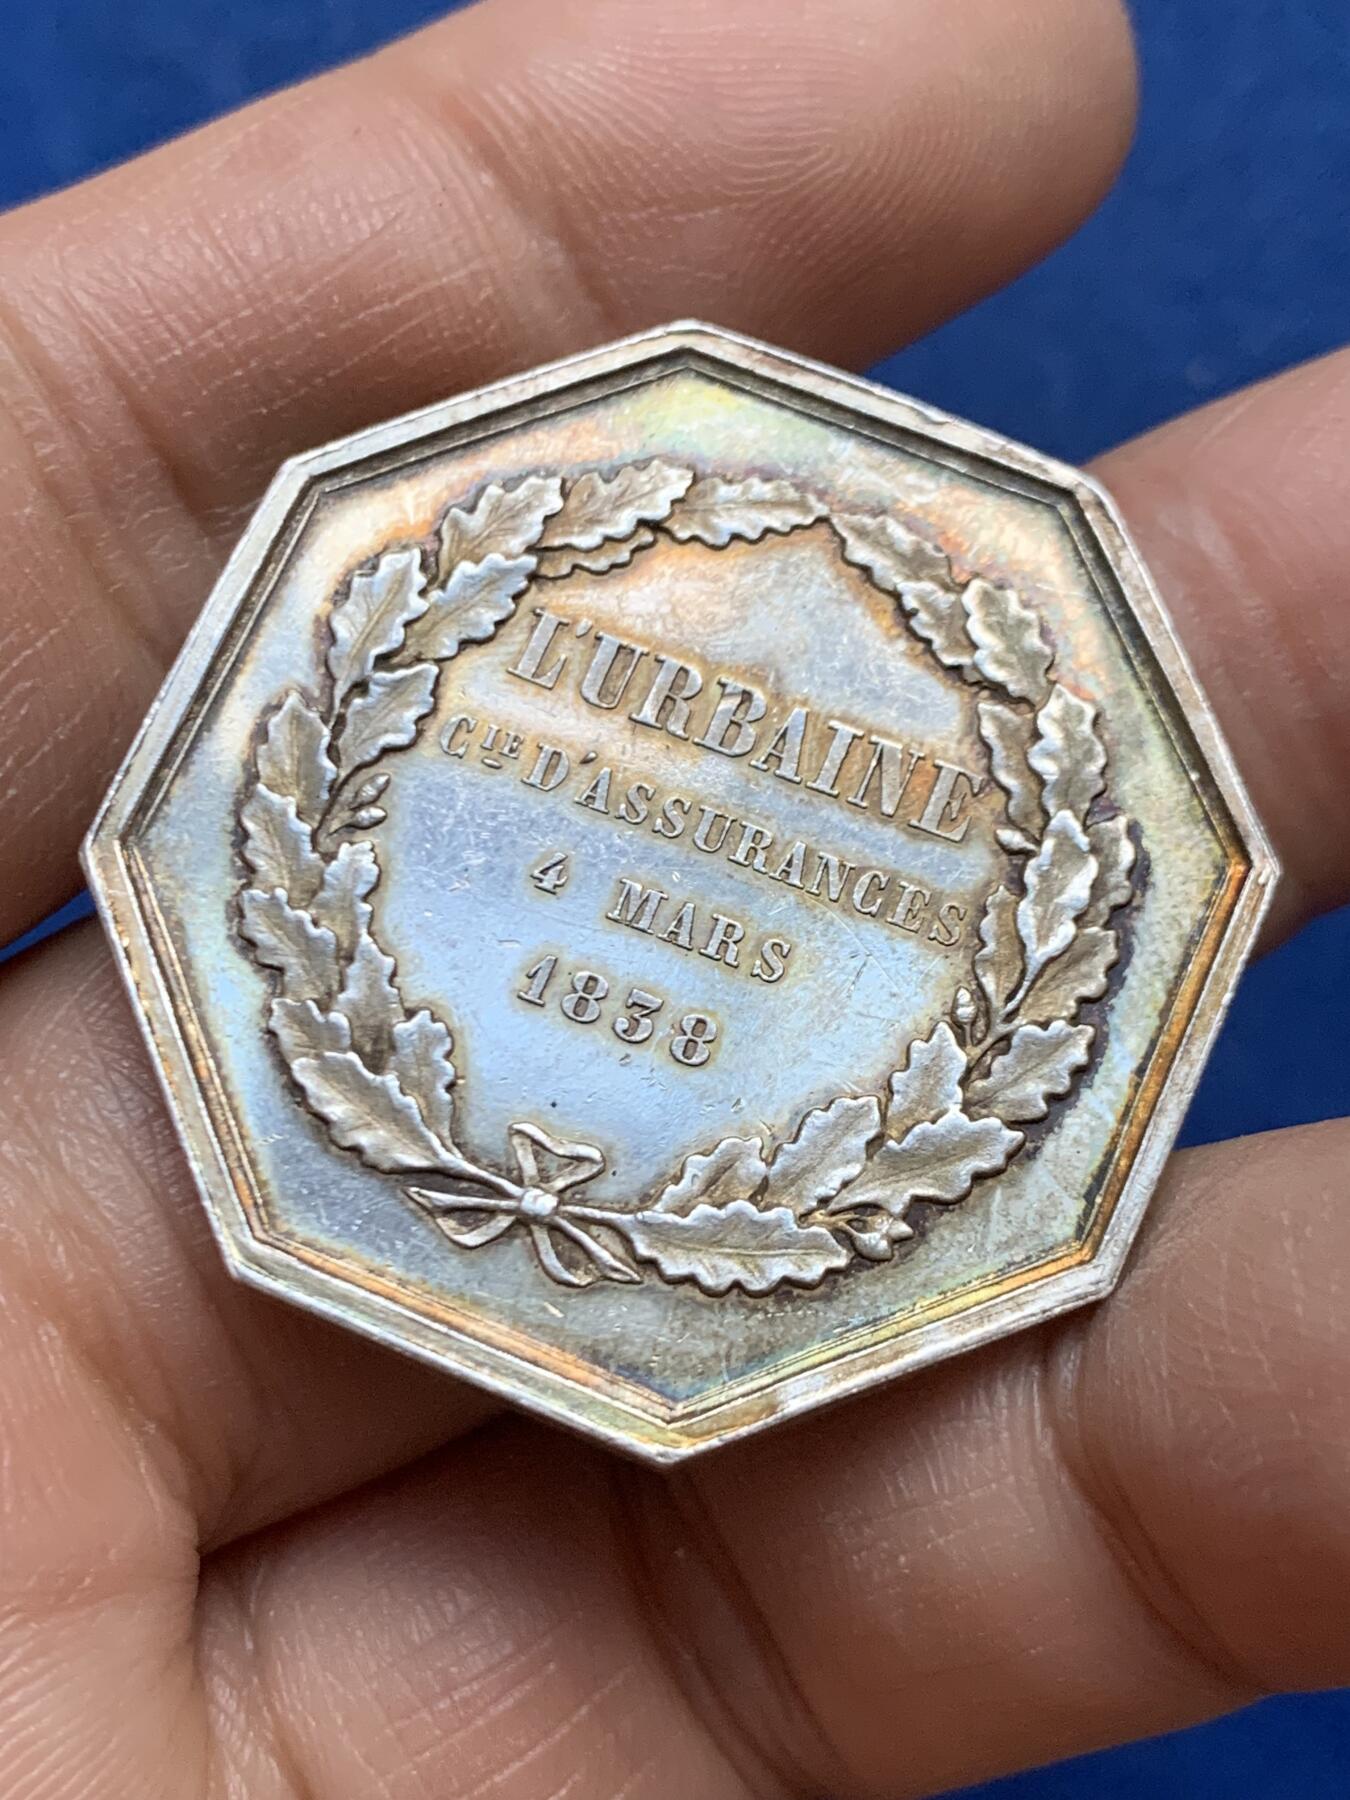 L'URBAINE
CIE D'ASSURANCES
4 MARS
1838